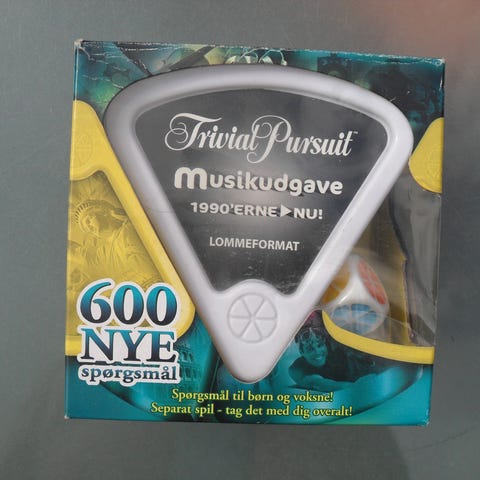 Trivial Pursuit
Musikudgave
1990'ERNE▶NU!
LOMMEFORMAT
600
NYE
spørgsmål
Spørgsmål til børn og voksne!
Separat spil - tag det med dig overalt!